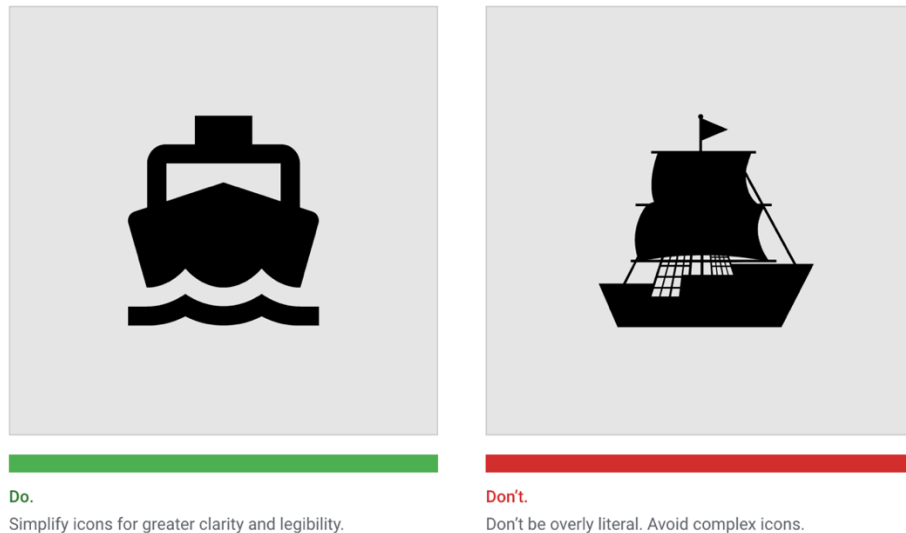 Do.
Simplify icons for greater clarity and legibility.
Don’t.
Don’t be overly literal. Avoid complex icons.